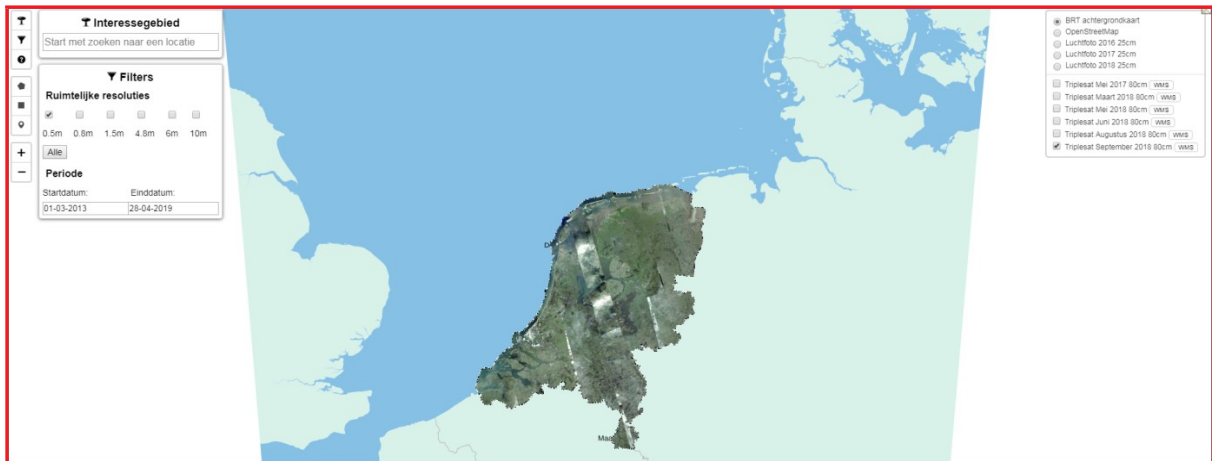 Interessegebied
Start met zoeken naar een locatie
Filters
Ruimtelijke resoluties
0.5m 0.8m 1.5m 4.8m 6m 10m
Alle
Periode
Startdatum: Einddatum:
01-03-2013 28-04-2019
BRT achtergrondkaart
OpenStreetMap
Luchtfoto 2016 25cm
Luchtfoto 2017 25cm
Luchtfoto 2018 25cm
Triplesat Mei 2017 80cm WMS
Triplesat Maart 2018 80cm WMS
Triplesat Mei 2018 80cm WMS
Triplesat Juni 2018 80cm WMS
Triplesat Augustus 2018 80cm WMS
Triplesat September 2018 80cm WMS
Maa